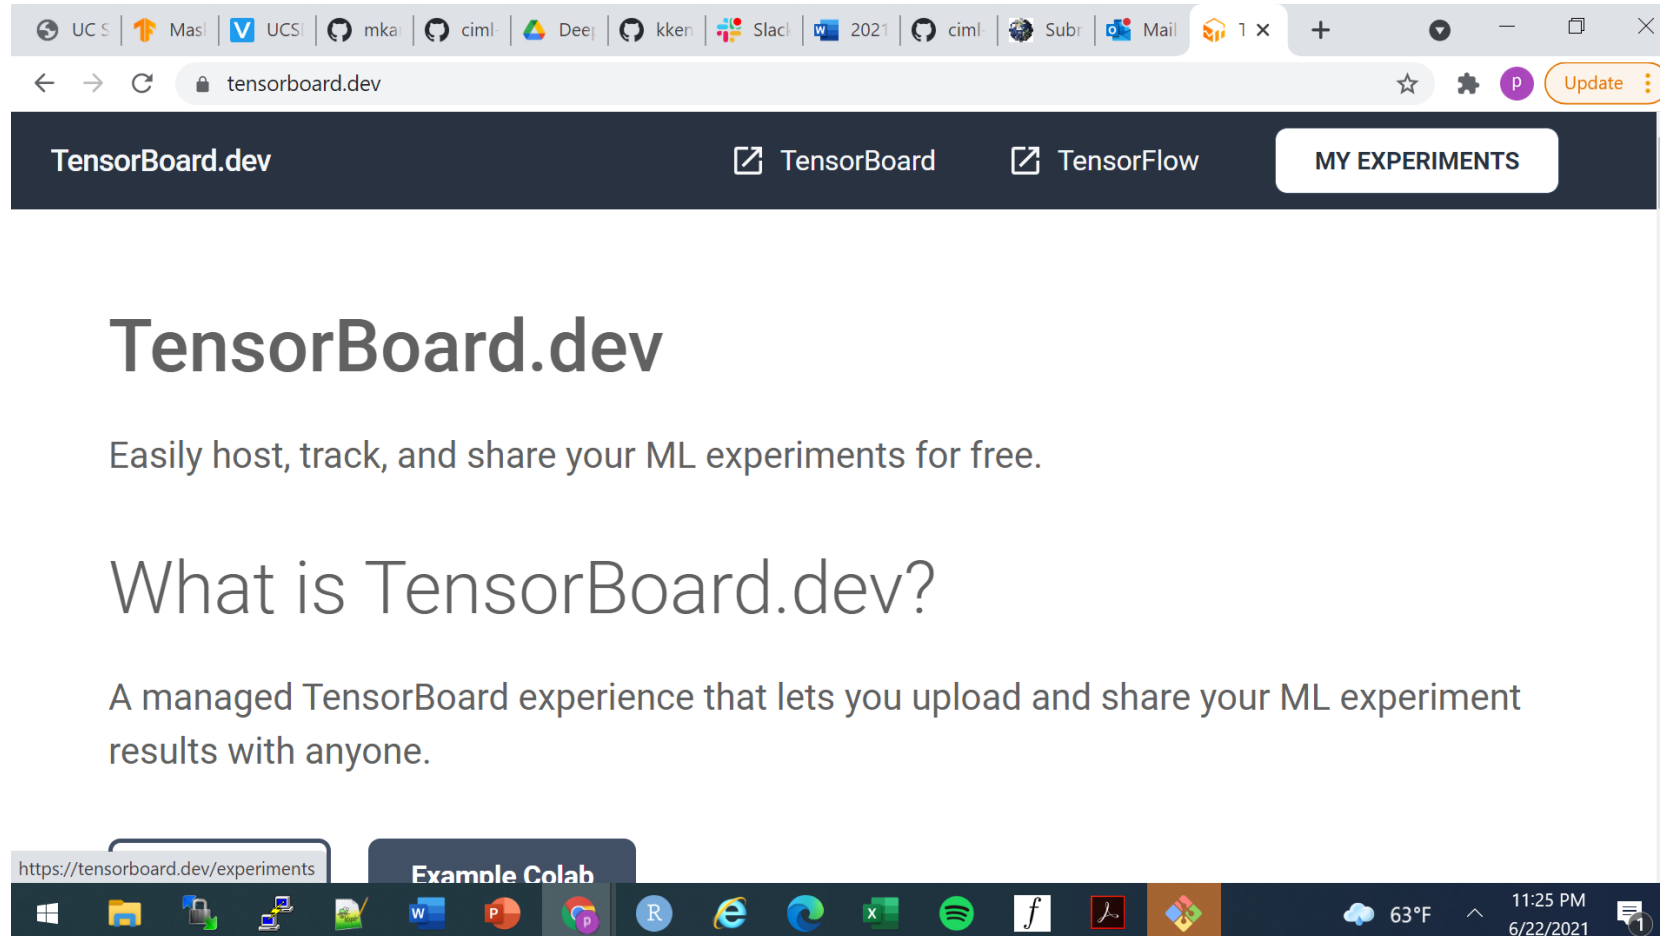 UC S Mas UCSI mka ciml- Deep kken Slack 2021 ciml- Subr Mail T
tensorboard.dev p Update
TensorBoard.dev TensorBoard TensorFlow MY EXPERIMENTS
TensorBoard.dev
Easily host, track, and share your ML experiments for free.
What is TensorBoard.dev?
A managed TensorBoard experience that lets you upload and share your ML experiment
results with anyone.
https://tensorboard.dev/experiments Example Colab
63°F 11:25 PM
6/22/2021 1